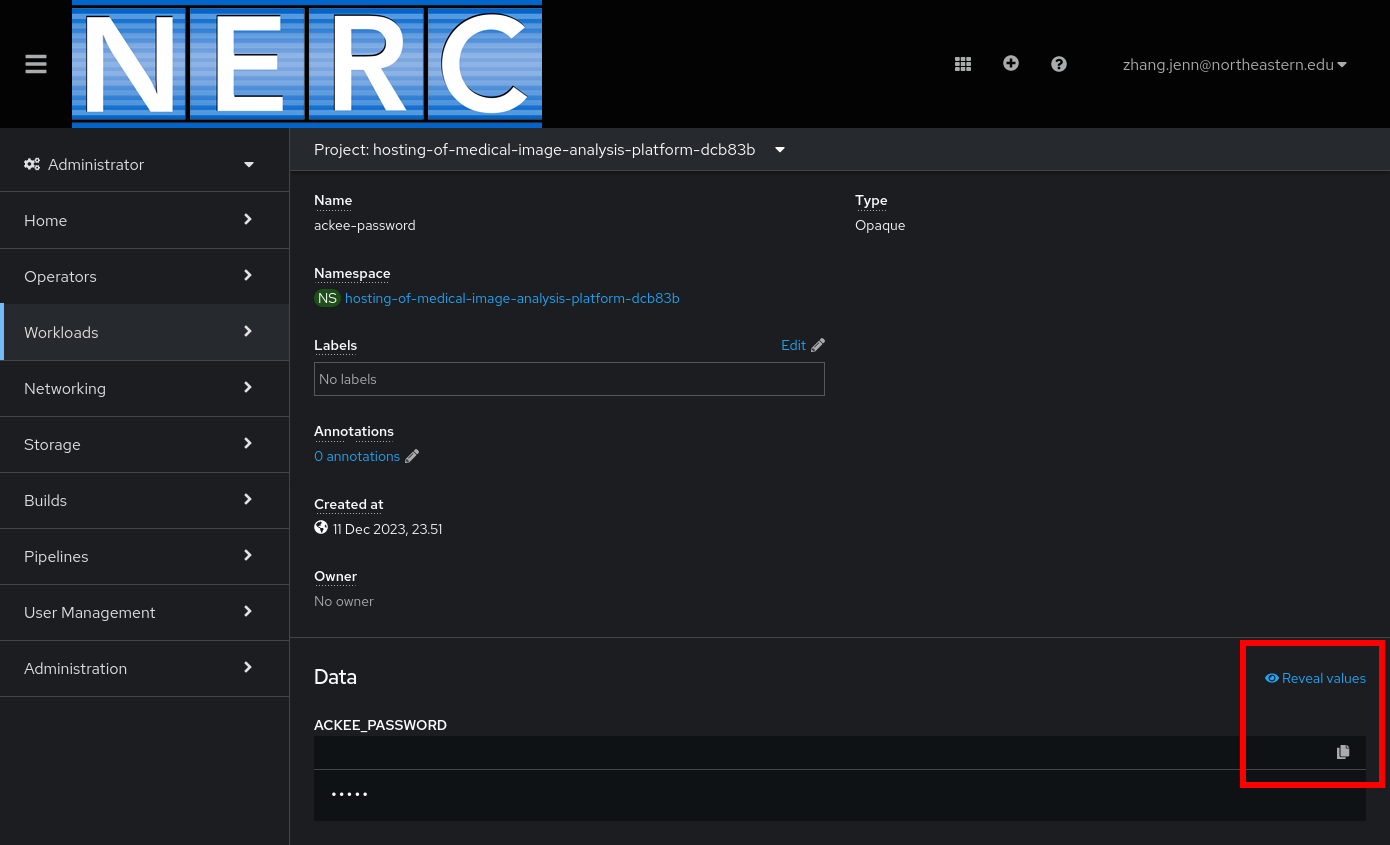 NERC
zhang.jenn@northeastern.edu
Administrator
Home
Operators
Workloads
Networking
Storage
Builds
Pipelines
User Management
Administration
Project: hosting-of-medical-image-analysis-platform-dcb83b
Name
ackee-password
Type
Opaque
Namespace
NS hosting-of-medical-image-analysis-platform-dcb83b
Labels
Edit
No labels
Annotations
0 annotations
Created at
11 Dec 2023, 23.51
Owner
No owner
Data
Reveal values
ACKEE_PASSWORD
•••••